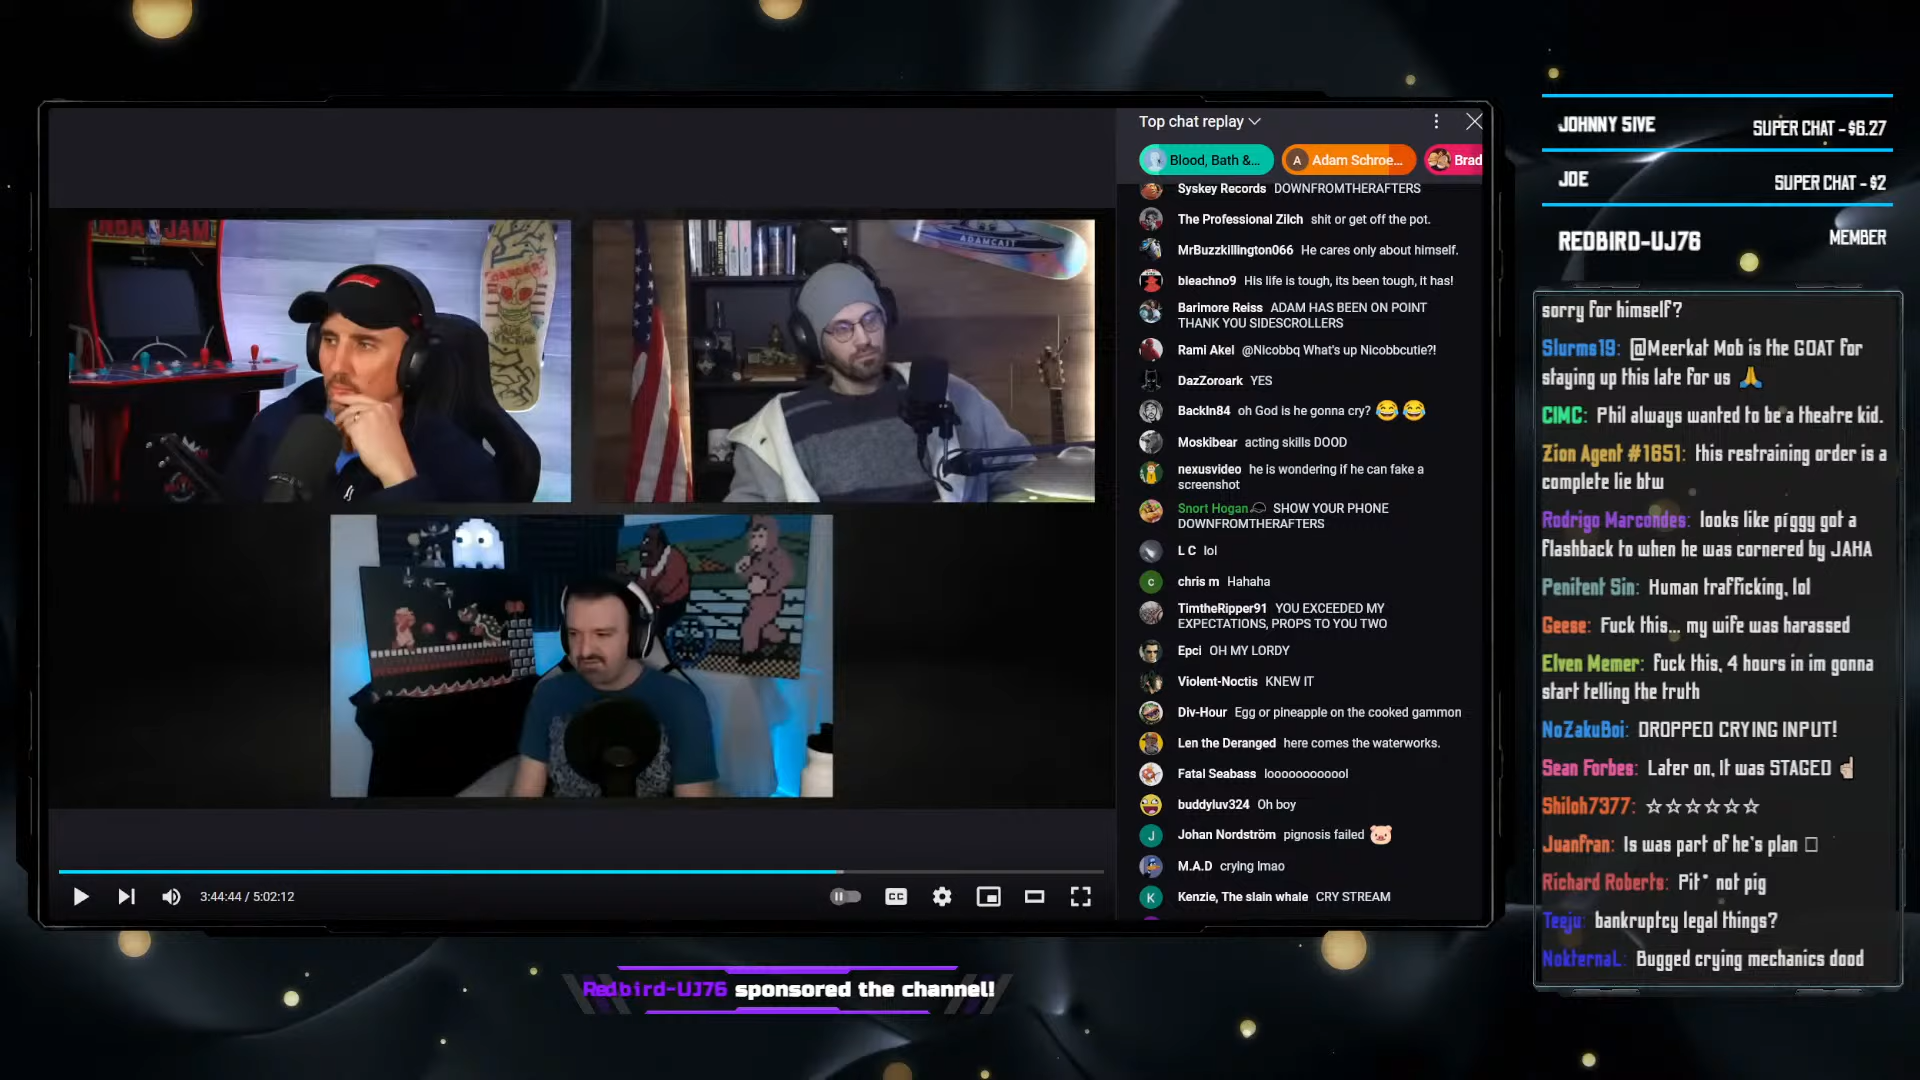 NBA JAM
DANGER
ADAMCAIT
3:44:44 / 5:02:12
CC
Top chat replay
Blood, Bath &...
A Adam Schroe...
Brad
Syskey Records DOWNFROMTHERAFTERS
The Professional Zilch shit or get off the pot.
MrBuzzkillington066 He cares only about himself.
bleachno9 His life is tough, its been tough, it has!
Barimore Reiss ADAM HAS BEEN ON POINT
THANK YOU SIDESCROLLERS
Rami Akel @Nicobbq What's up Nicobbcutie?!
DazZoroark YES
BackIn84 oh God is he gonna cry? 😂 😂
Moskibear acting skills DOOD
nexusvideo he is wondering if he can fake a
screenshot
Snort Hogan SHOW YOUR PHONE
DOWNFROMTHERAFTERS
L C lol
c chris m Hahaha
TimtheRipper91 YOU EXCEEDED MY
EXPECTATIONS, PROPS TO YOU TWO
Epci OH MY LORDY
Violent-Noctis KNEW IT
Div-Hour Egg or pineapple on the cooked gammon
Len the Deranged here comes the waterworks.
Fatal Seabass looooooooool
buddyluv324 Oh boy
J Johan Nordström pignosis failed 🐷
M.A.D crying lmao
K Kenzie, The slain whale CRY STREAM
JOHNNY 5IVE SUPER CHAT - $6.27
JOE SUPER CHAT - $2
REDBIRD-UJ76 MEMBER
sorry for himself?
Slurms19: @Meerkat Mob is the GOAT for
staying up this late for us 🙏
CIMC: Phil always wanted to be a theatre kid.
Zion Agent #1651: this restraining order is a
complete lie btw
Rodrigo Marcondes: looks like piggy got a
flashback to when he was cornered by JAHA
Penitent Sin: Human trafficking, lol
Geese: Fuck this... my wife was harassed
Elven Memer: fuck this, 4 hours in im gonna
start telling the truth
NoZakuBoi: DROPPED CRYING INPUT!
Sean Forbes: Later on, It was STAGED ☝
Shiloh7377: ☆☆☆☆☆☆
Juanfran: Is was part of he's plan □
Richard Roberts: Pit* not pig
Teeju: bankruptcy legal things?
NokternaL: Bugged crying mechanics dood
Redbird-UJ76 sponsored the channel!